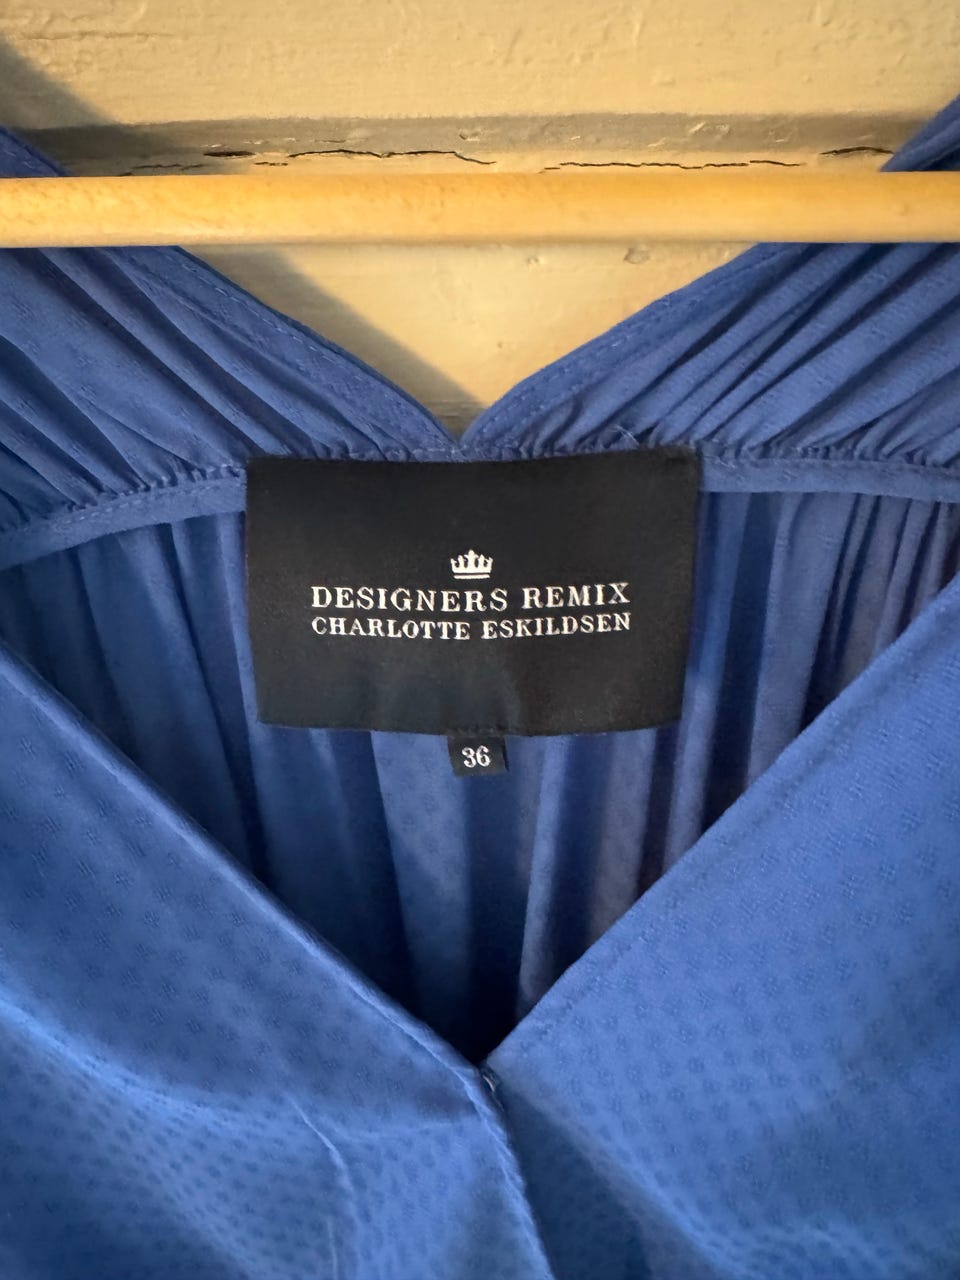 DESIGNERS REMIX
CHARLOTTE ESKILDSEN
36